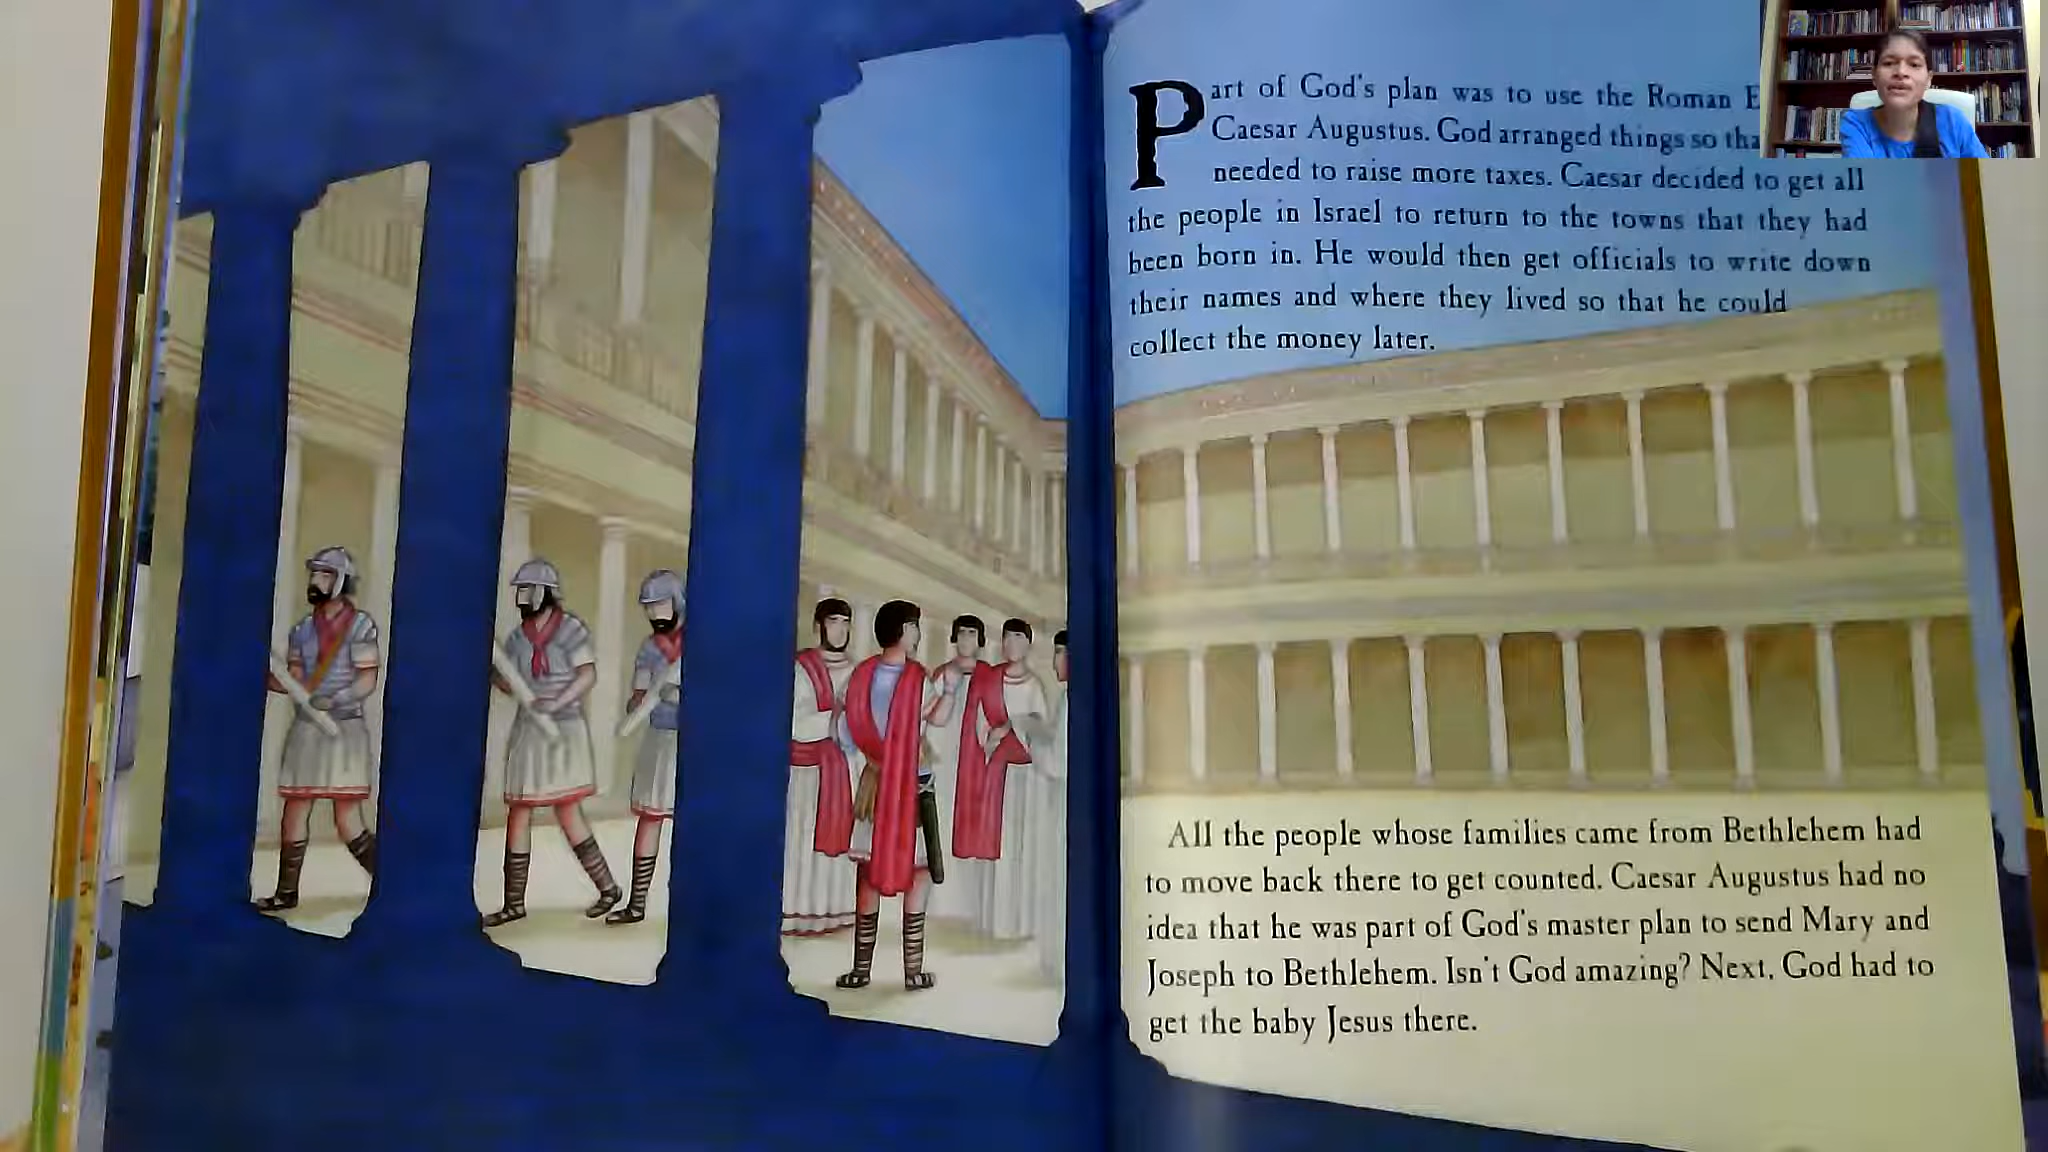 Part of God's plan was to use the Roman
Caesar Augustus. God arranged things so
needed to raise more taxes. Caesar decided to get all
the people in Israel to return to the towns that they had
been born in. He would then get officials to write down
their names and where they lived so that he could
collect the money later.
All the people whose families came from Bethlehem had
to move back there to get counted. Caesar Augustus had no
idea that he was part of God's master plan to send Mary and
Joseph to Bethlehem. Isn't God amazing? Next, God had to
get the baby Jesus there.